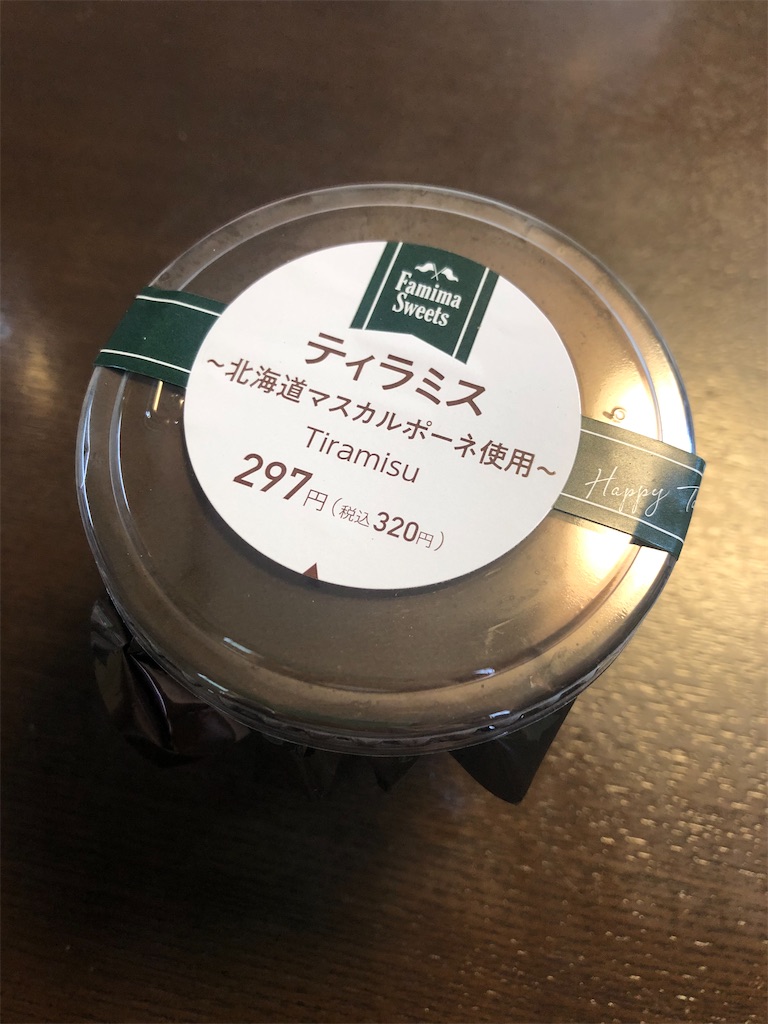 Famima
Sweets
ティラミス
~北海道マスカルポーネ使用~
Tiramisu
297円(税込320円)
Happy